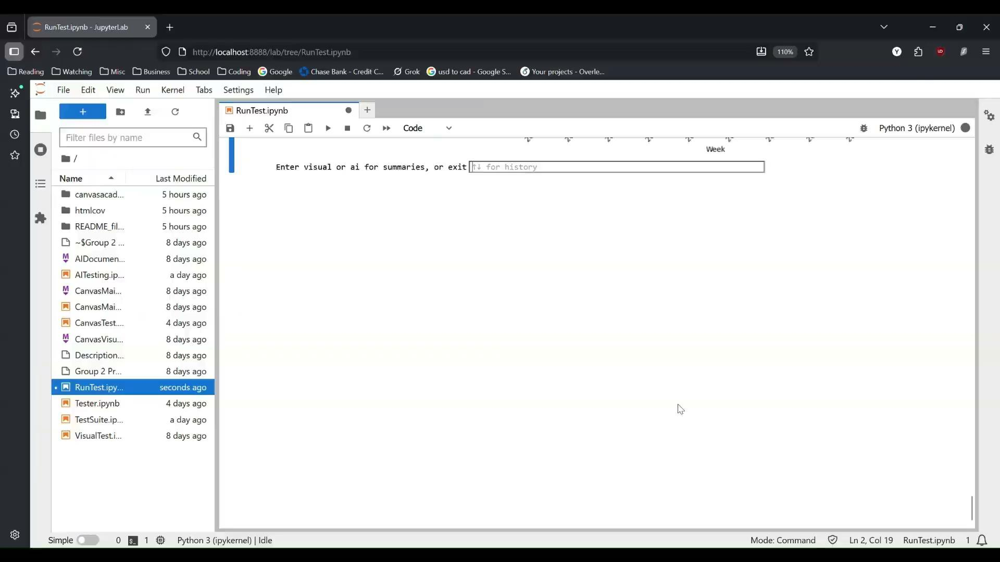 RunTest.ipynb - JupyterLab
http://localhost:8888/lab/tree/RunTest.ipynb
110%
Reading Watching Misc Business School Coding Google Chase Bank - Credit C... Grok usd to cad - Google S... Your projects - Overle...
File Edit View Run Kernel Tabs Settings Help
RunTest.ipynb
Code
Python 3 (ipykernel)
Filter files by name
/
Name Last Modified
canvasacad... 5 hours ago
htmlcov 5 hours ago
README_fil... 5 hours ago
~$Group 2 ... 8 days ago
AIDocumen... 8 days ago
AITesting.ip... a day ago
CanvasMai... 8 days ago
CanvasMai... 8 days ago
CanvasTest.... 4 days ago
CanvasVisu... 8 days ago
Description... 8 days ago
Group 2 Pr... 8 days ago
RunTest.ipy... seconds ago
Tester.ipynb 4 days ago
TestSuite.ip... a day ago
VisualTest.i... 8 days ago
Week
Enter visual or ai for summaries, or exit ↑↓ for history
Simple 0 1 Python 3 (ipykernel) | Idle
Mode: Command Ln 2, Col 19 RunTest.ipynb 1